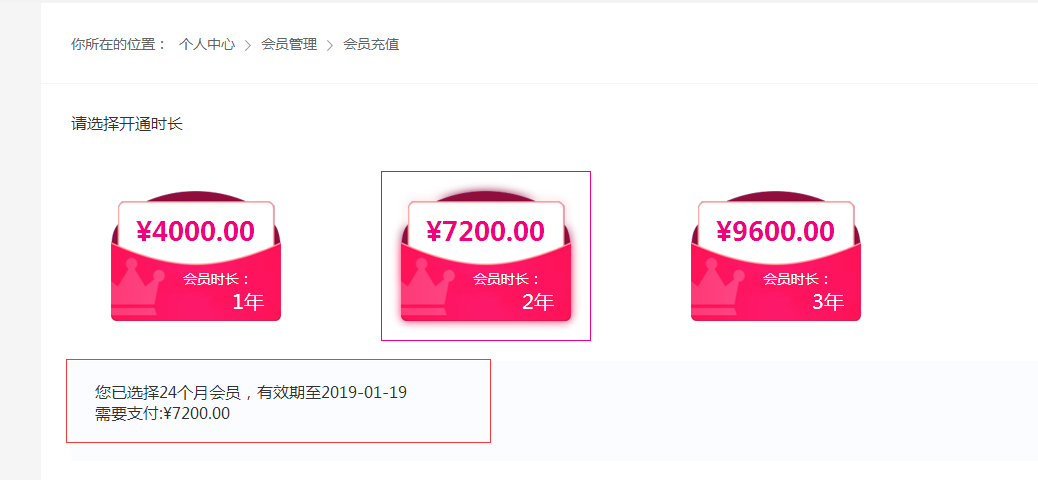 你所在的位置： 个人中心 > 会员管理 > 会员充值
请选择开通时长
¥4000.00
会员时长：
1年
¥7200.00
会员时长：
2年
¥9600.00
会员时长：
3年
您已选择24个月会员，有效期至2019-01-19
需要支付:¥7200.00